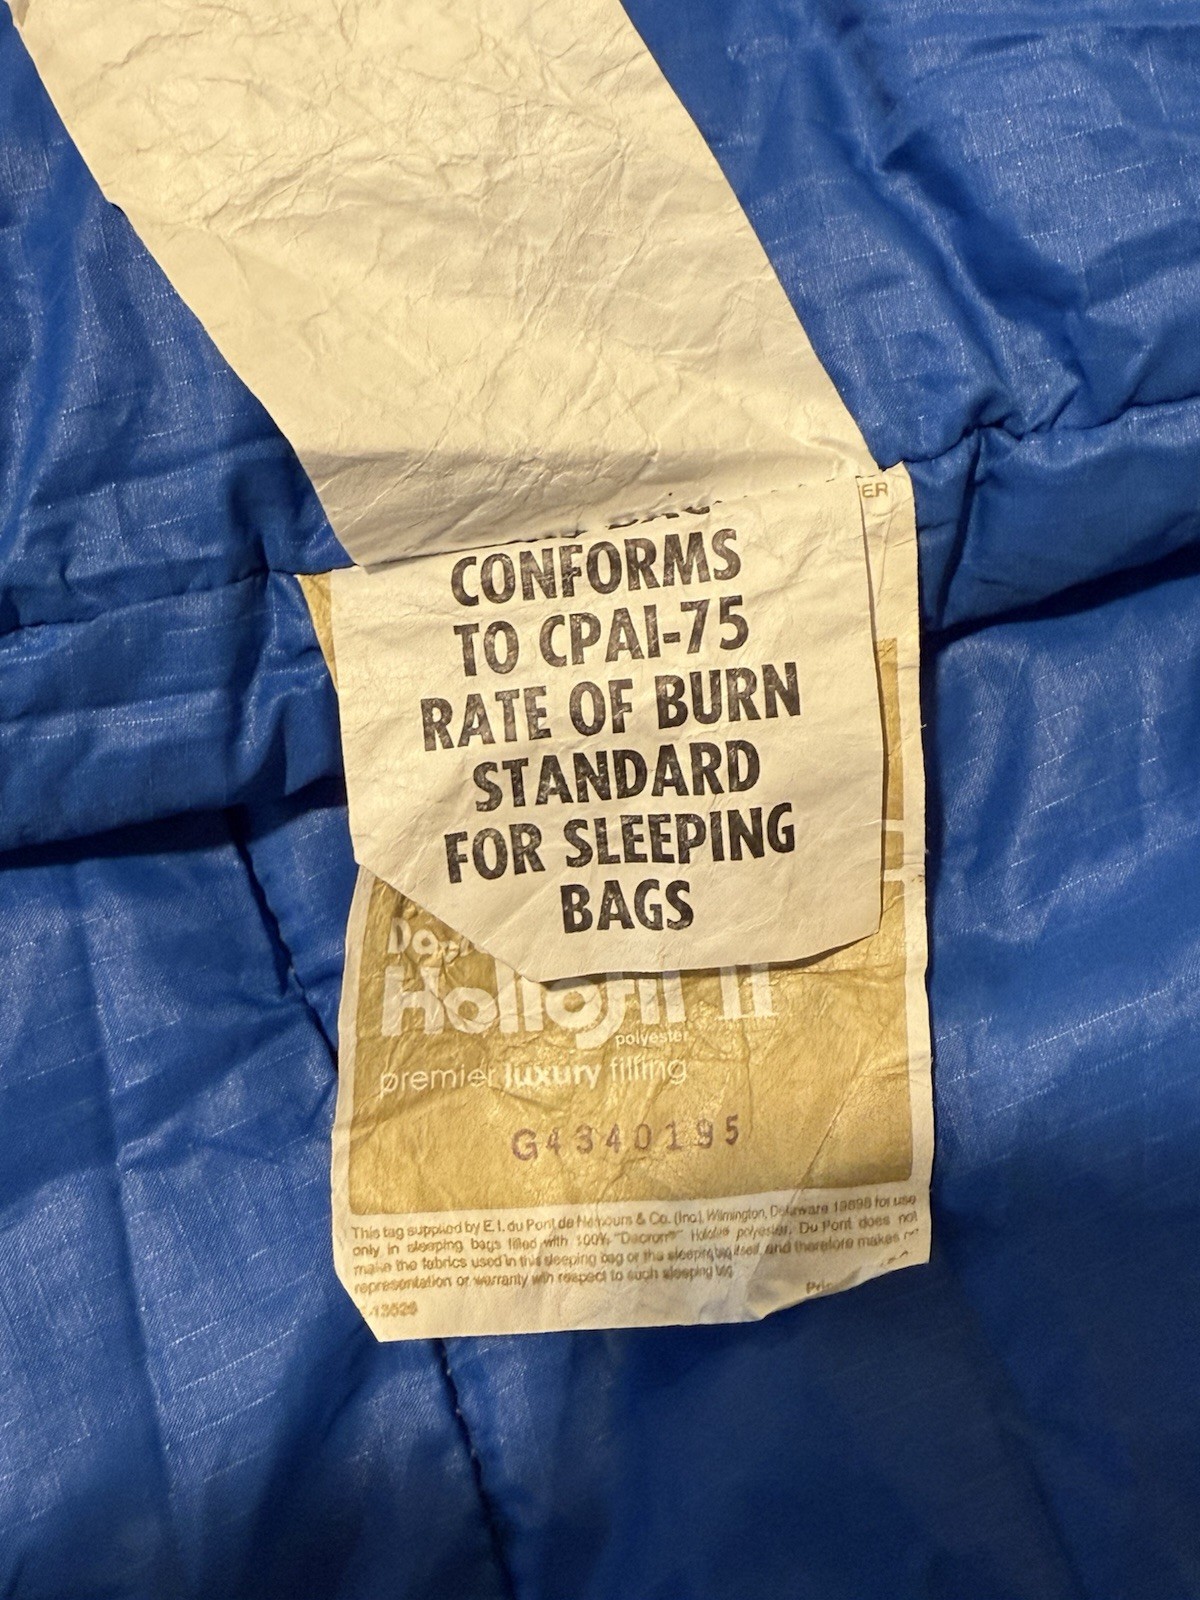 ER
CONFORMS
TO CPAI-75
RATE OF BURN
STANDARD
FOR SLEEPING
BAGS
Hollofil II
polyester
premier luxury filling
G4340195
This tag supplied by E. I. du Pont de Nemours & Co. (Inc.), Wilmington, Delaware 19898 for use
only in sleeping bags filled with 100% "Dacron®" Hollofil® polyester. Du Pont does not
make the fabrics used in this sleeping bag or the sleeping bag itself, and therefore makes no
representation or warranty with respect to such sleeping bag.